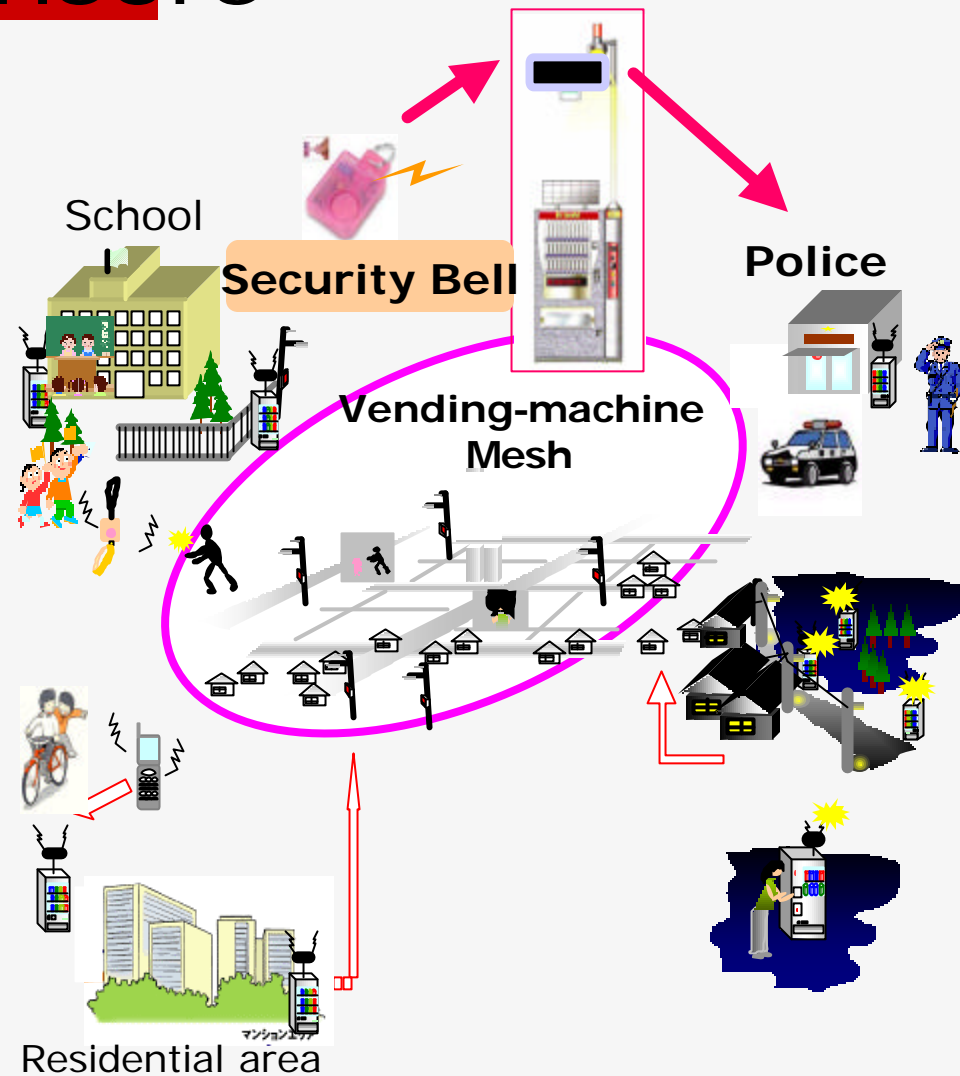 School
Security Bell
Police
Vending-machine
Mesh
マンションエリア
Residential area